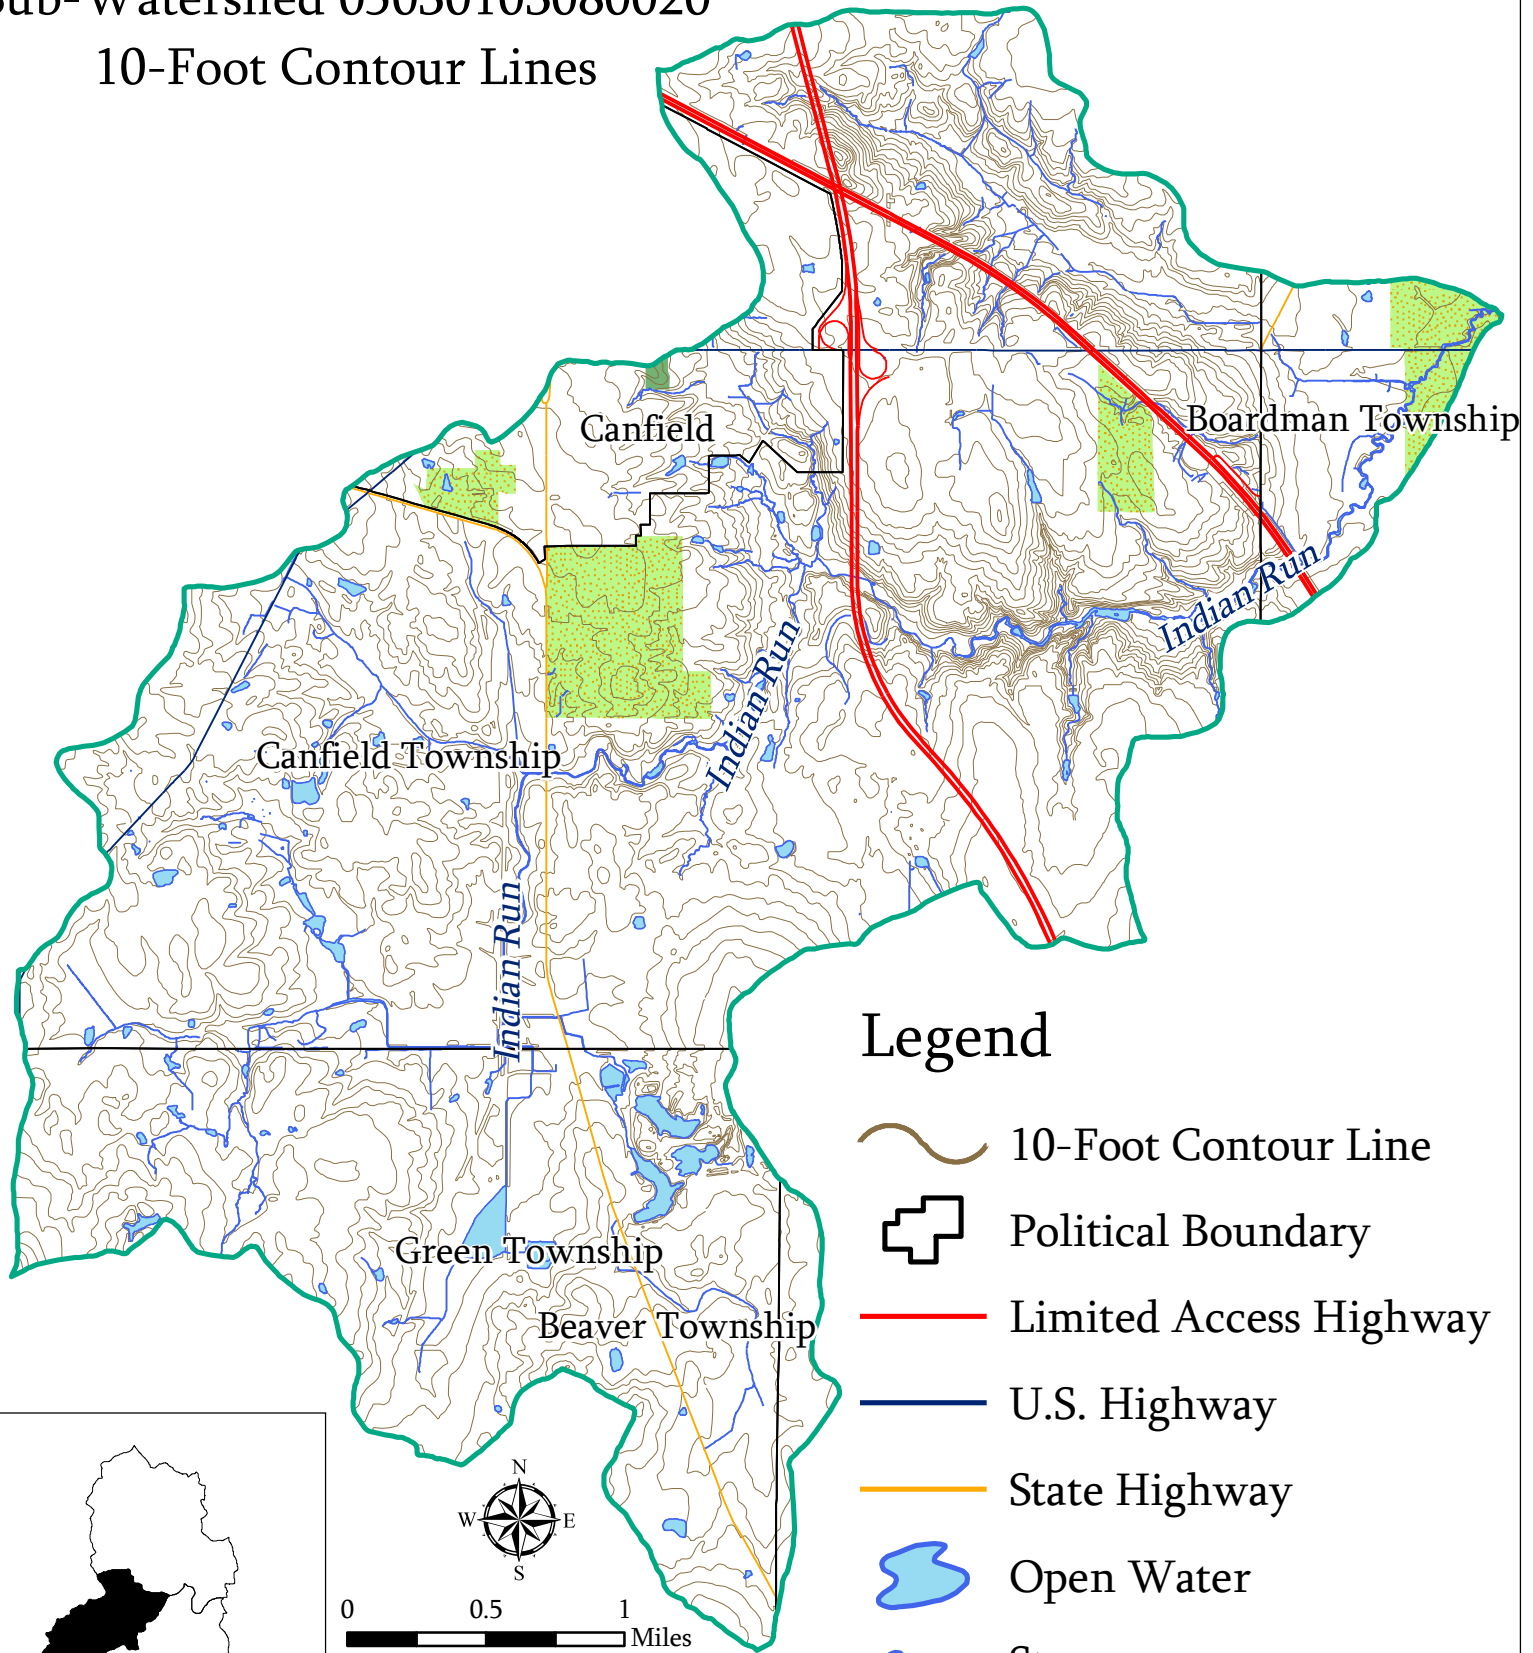 10-Foot Contour Lines
Canfield
Boardman Township
Indian Run
Indian Run
Canfield Township
Indian Run
Green Township
Beaver Township
Legend
10-Foot Contour Line
Political Boundary
Limited Access Highway
U.S. Highway
State Highway
Open Water
N
W E
S
0 0.5 1
Miles